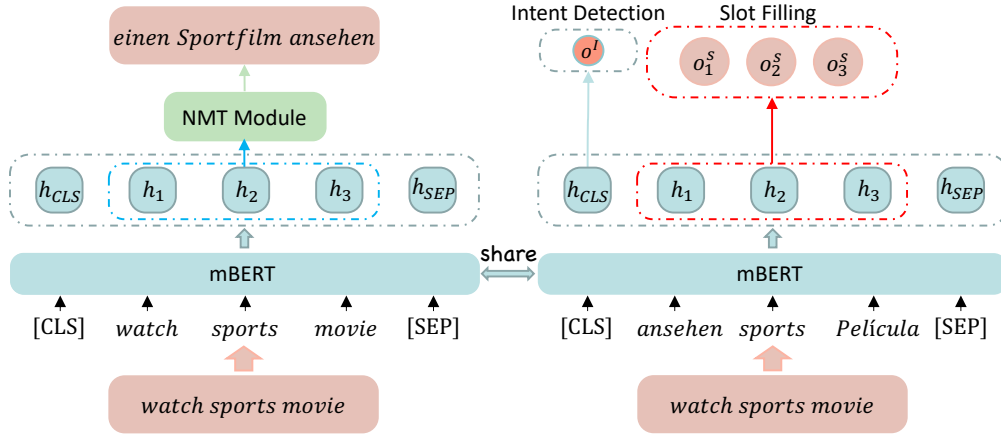 Intent Detection Slot Filling
einen Sportfilm ansehen
o^I o_1^s o_2^s o_3^s
NMT Module
h_CLS h_1 h_2 h_3 h_SEP h_CLS h_1 h_2 h_3 h_SEP
share
mBERT mBERT
[CLS] watch sports movie [SEP] [CLS] ansehen sports Película [SEP]
watch sports movie watch sports movie